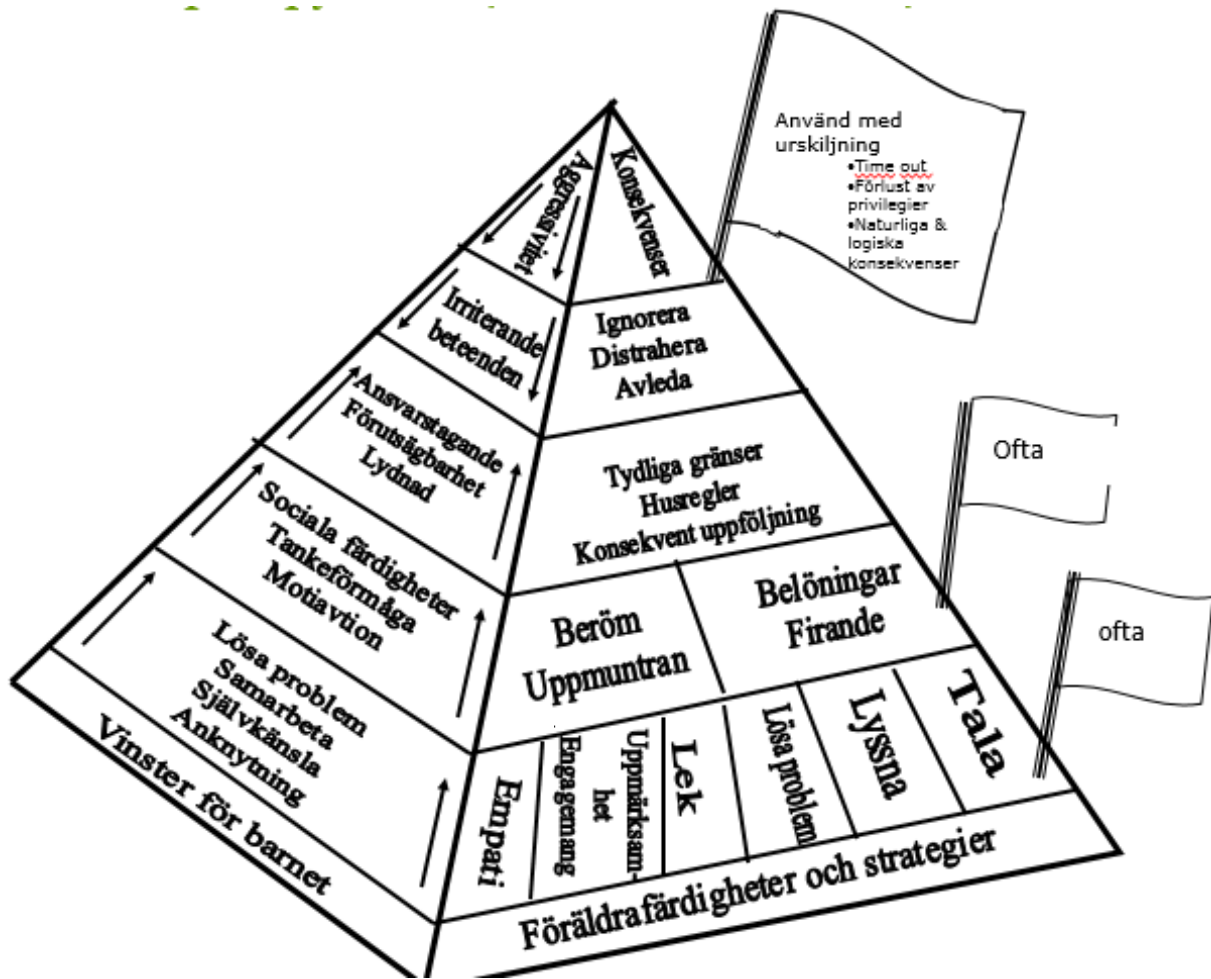 Använd med
urskiljning
•Time out
•Förlust av
privilegier
•Naturliga &
logiska
konsekvenser
Aggressivitet
Konsekvenser
Irriterande
beteenden
Ignorera
Distrahera
Avleda
Ansvarstagande
Förutsägbarhet
Lydnad
Tydliga gränser
Husregler
Konsekvent uppföljning
Ofta
Sociala färdigheter
Tankeförmåga
Motiavtion
Beröm
Uppmuntran
Belöningar
Firande
ofta
Lösa problem
Samarbeta
Självkänsla
Anknytning
Empati
Engagemang
Uppmärksam-
het
Lek
Lösa problem
Lyssna
Tala
Vinster för barnet
Föräldrafärdigheter och strategier